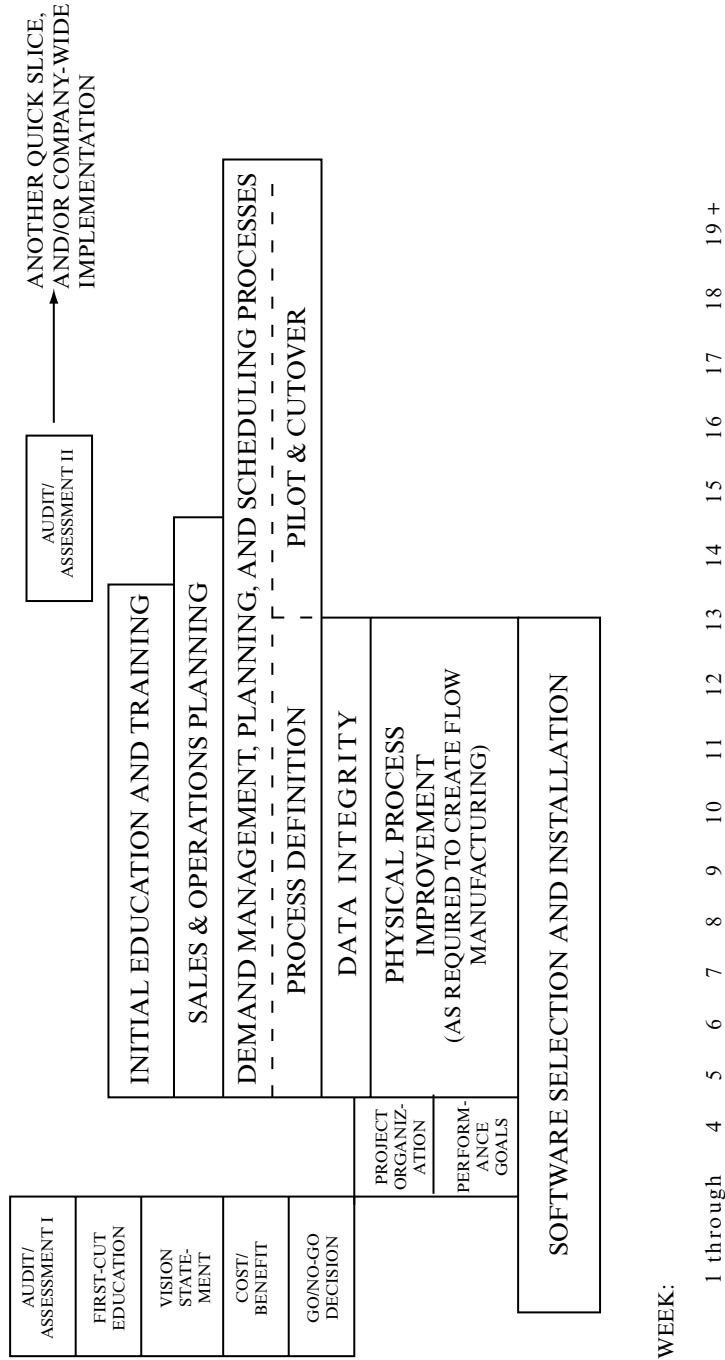 AUDIT/
ASSESSMENT I
FIRST-CUT
EDUCATION
VISION
STATE-
MENT
COST/
BENEFIT
GO/NO-GO
DECISION
PROJECT
ORGANIZ-
ATION
PERFORM-
ANCE
GOALS
INITIAL EDUCATION AND TRAINING
SALES & OPERATIONS PLANNING
DEMAND MANAGEMENT, PLANNING, AND SCHEDULING PROCESSES
PROCESS DEFINITION
PILOT & CUTOVER
DATA INTEGRITY
PHYSICAL PROCESS
IMPROVEMENT
(AS REQUIRED TO CREATE FLOW
MANUFACTURING)
SOFTWARE SELECTION AND INSTALLATION
AUDIT/
ASSESSMENT II
ANOTHER QUICK SLICE,
AND/OR COMPANY-WIDE
IMPLEMENTATION
WEEK:
1 through 4 5 6 7 8 9 10 11 12 13 14 15 16 17 18 19 +